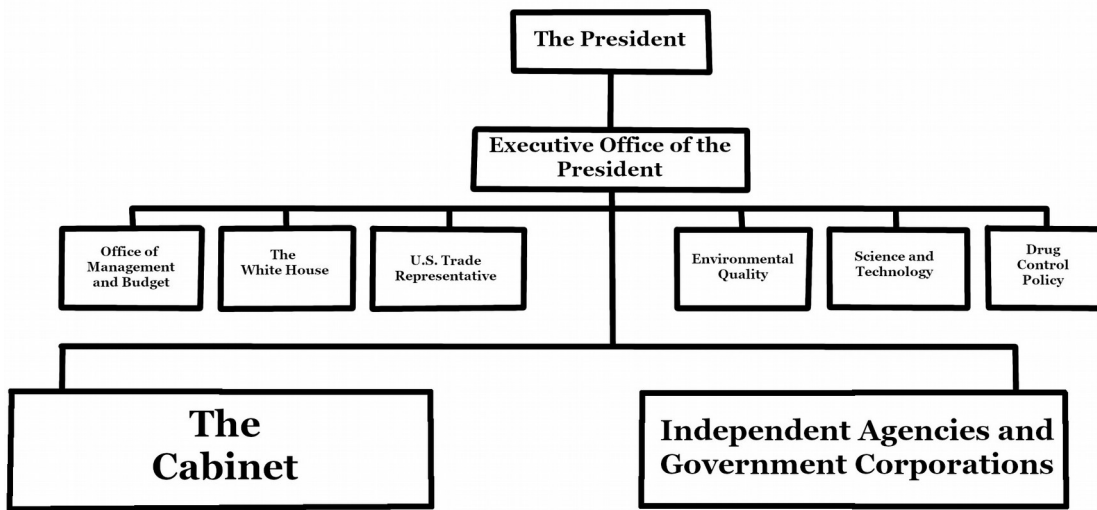 The President
Executive Office of the
President
Office of
Management
and Budget
The
White House
U.S. Trade
Representative
Environmental
Quality
Science and
Technology
Drug
Control
Policy
The
Cabinet
Independent Agencies and
Government Corporations